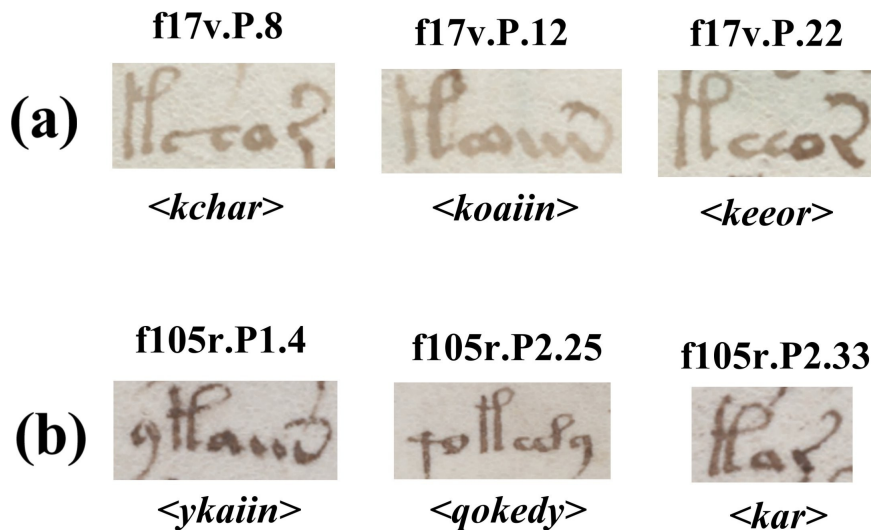 f17v.P.8 f17v.P.12 f17v.P.22
(a)
<kchar> <koaiin> <keeor>
f105r.P1.4 f105r.P2.25 f105r.P2.33
(b)
<ykaiin> <qokedy> <kar>